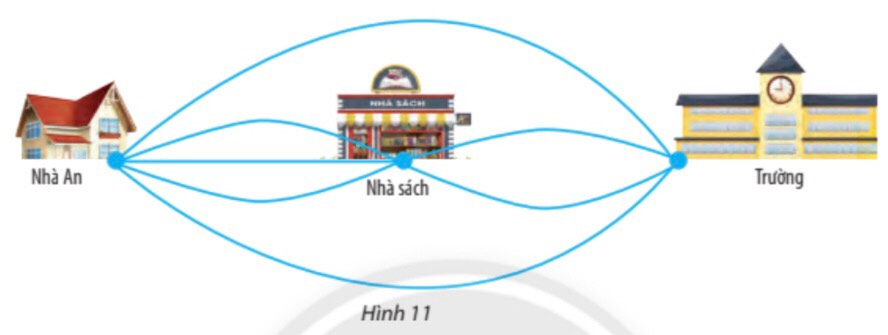 NHÀ SÁCH
Nhà An
Nhà sách
Trường
Hình 11